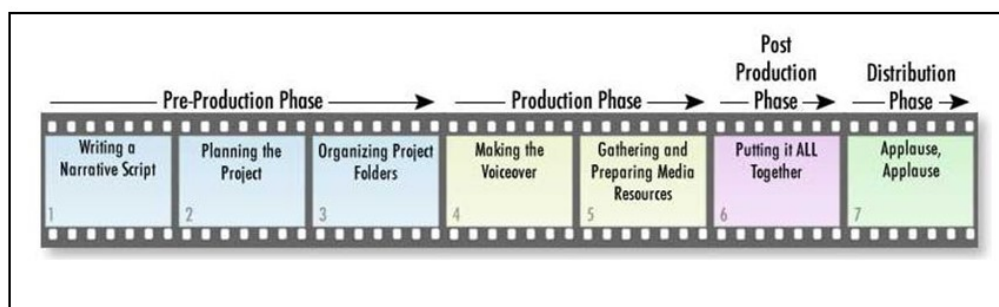 Pre-Production Phase
Production Phase
Post
Production
Phase
Distribution
Phase
Writing a
Narrative Script
1
Planning the
Project
2
Organizing Project
Folders
3
Making the
Voiceover
4
Gathering and
Preparing Media
Resources
5
Putting it ALL
Together
6
Applause,
Applause
7